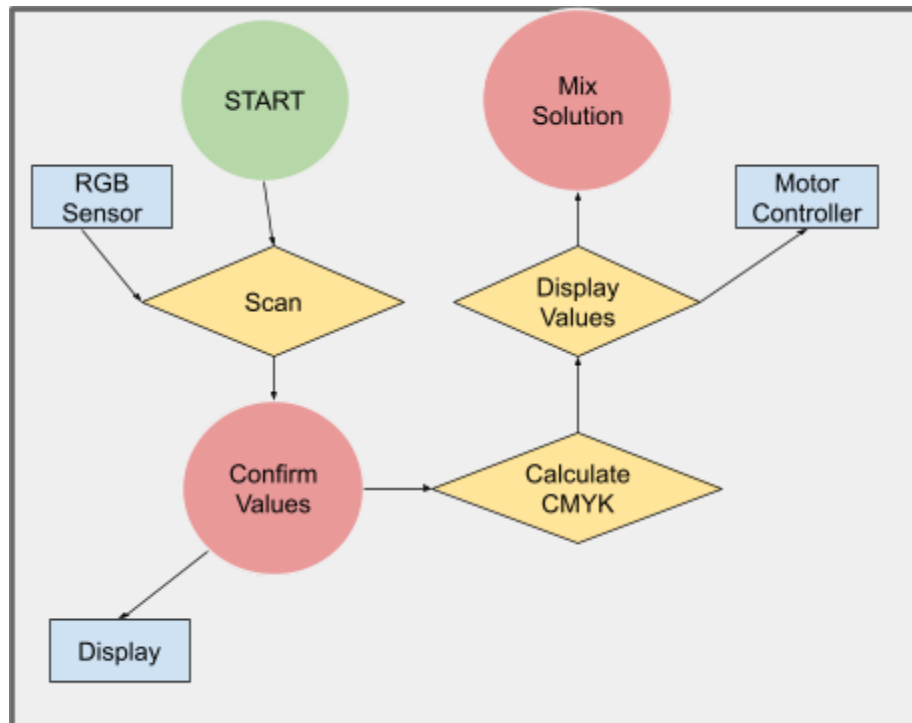 START
Mix
Solution
RGB
Sensor
Motor
Controller
Scan
Display
Values
Confirm
Values
Calculate
CMYK
Display